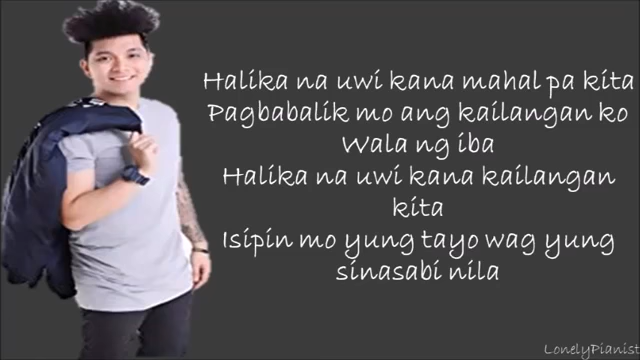 Halika na uwi kana mahal pa kita
Pagbabalik mo ang kailangan ko
Wala ng iba
Halika na uwi kana kailangan
kita
Isipin mo yung tayo wag yung
sinasabi nila
LonelyPianist